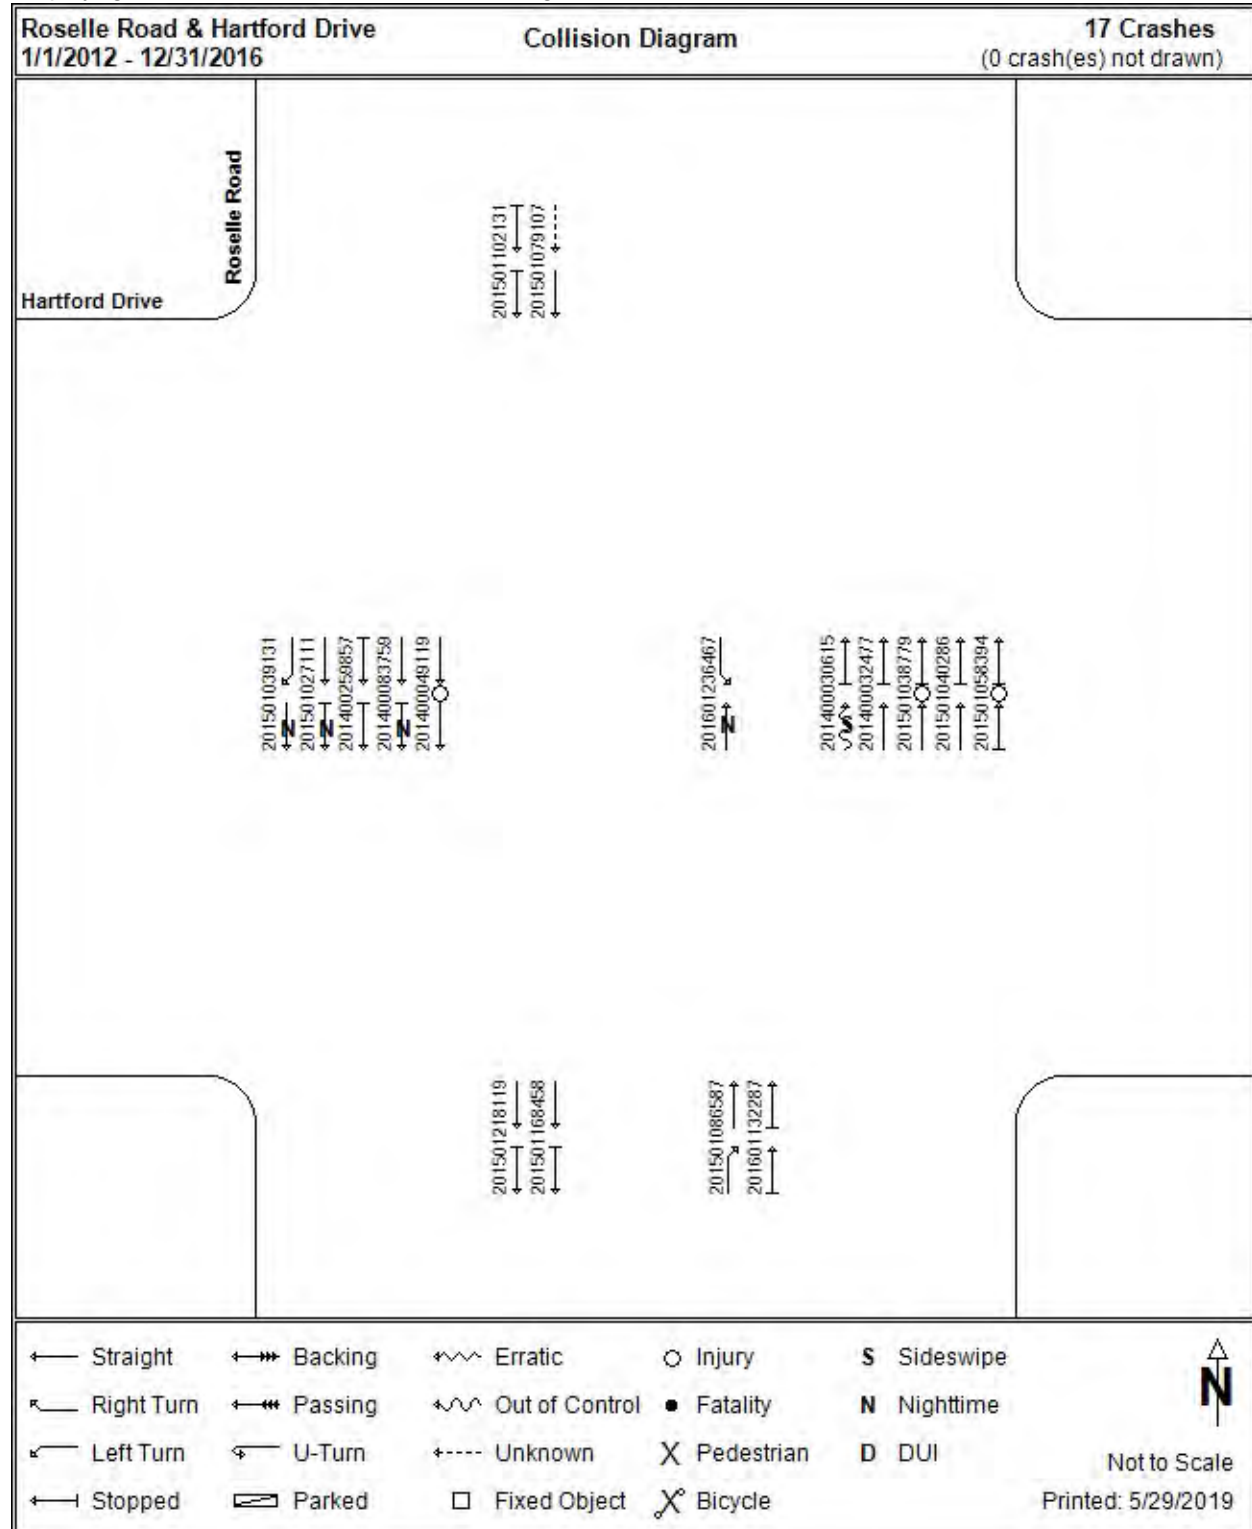 Roselle Road & Hartford Drive
1/1/2012 - 12/31/2016
Collision Diagram
17 Crashes
(0 crash(es) not drawn)
Roselle Road
Hartford Drive
201501102131
201501079107
201501039131
201501027111
201400259857
201400083759
201400049119
201601236467
201400030615
201400032477
201501038779
201501040286
201501058394
201501218119
201501168458
201501086587
201601132287
N
N
N
N
S
Straight
Backing
Erratic
Injury
S Sideswipe
Right Turn
Passing
Out of Control
Fatality
N Nighttime
Left Turn
U-Turn
Unknown
Pedestrian
D DUI
Stopped
Parked
Fixed Object
Bicycle
N
Not to Scale
Printed: 5/29/2019